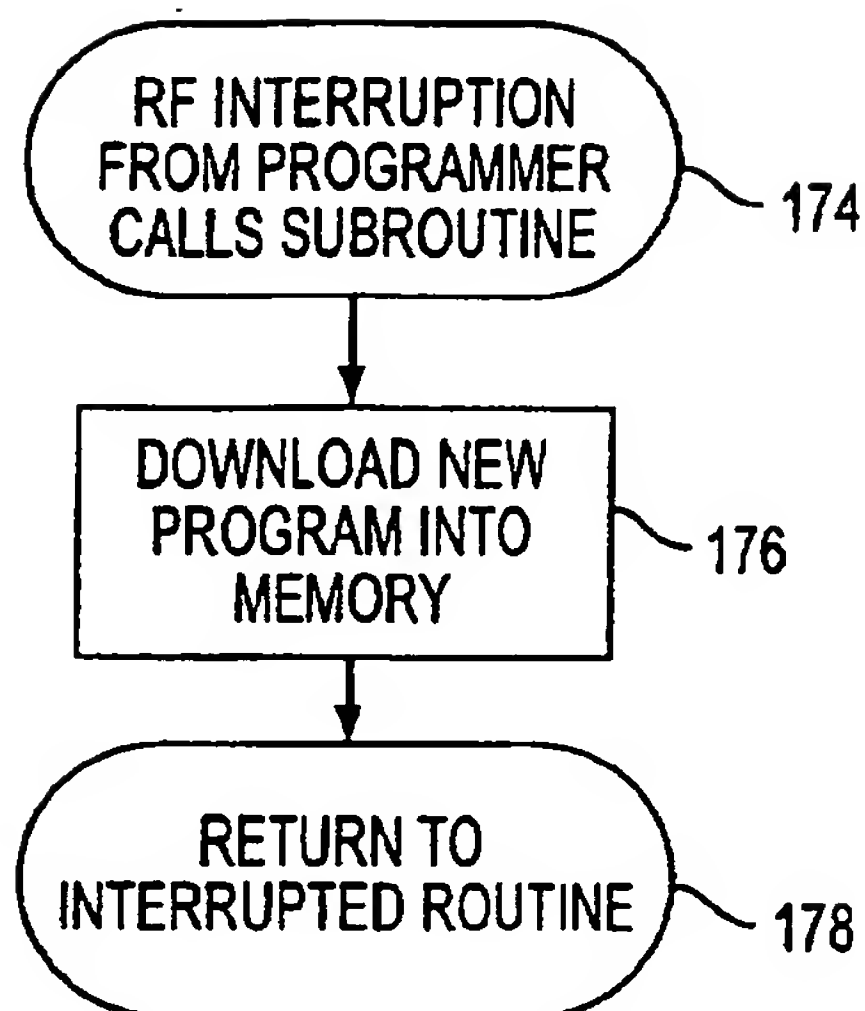 RF INTERRUPTION
FROM PROGRAMMER
CALLS SUBROUTINE
174
DOWNLOAD NEW
PROGRAM INTO
MEMORY
176
RETURN TO
INTERRUPTED ROUTINE
178